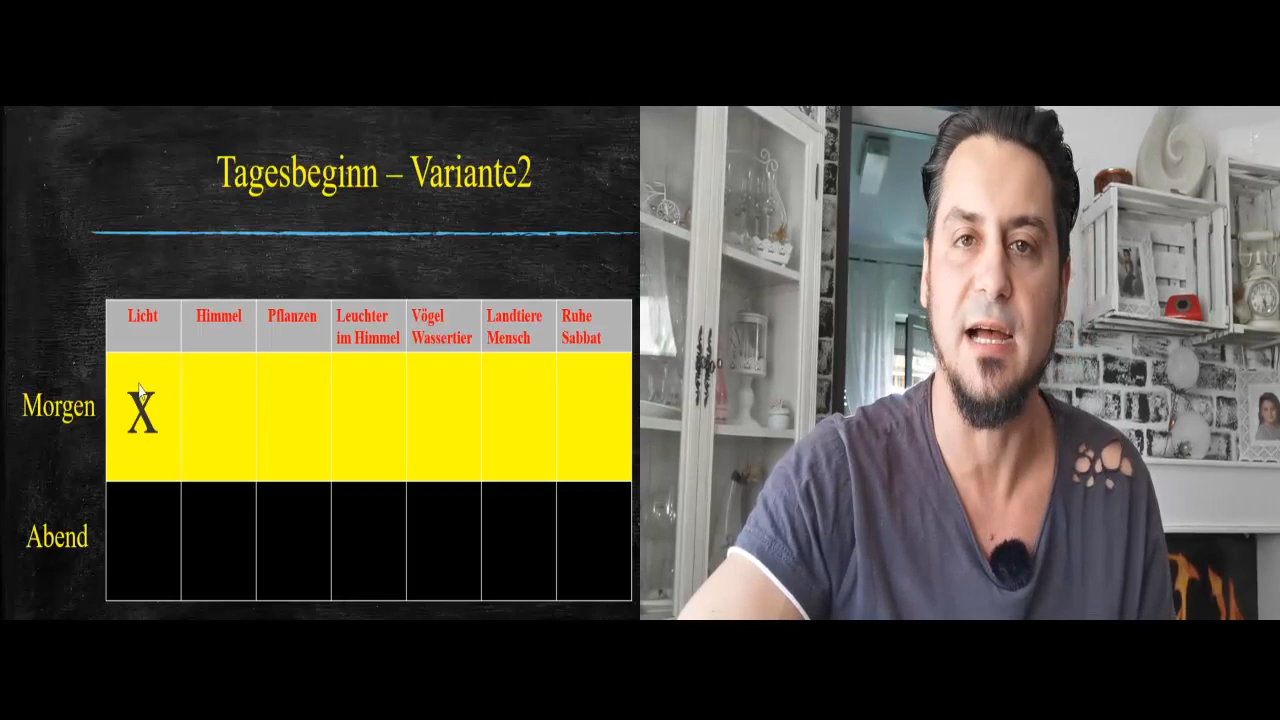 Tagesbeginn – Variante2
Licht Himmel Pflanzen Leuchter im Himmel Vögel Wassertier Landtiere Mensch Ruhe Sabbat
Morgen X
Abend